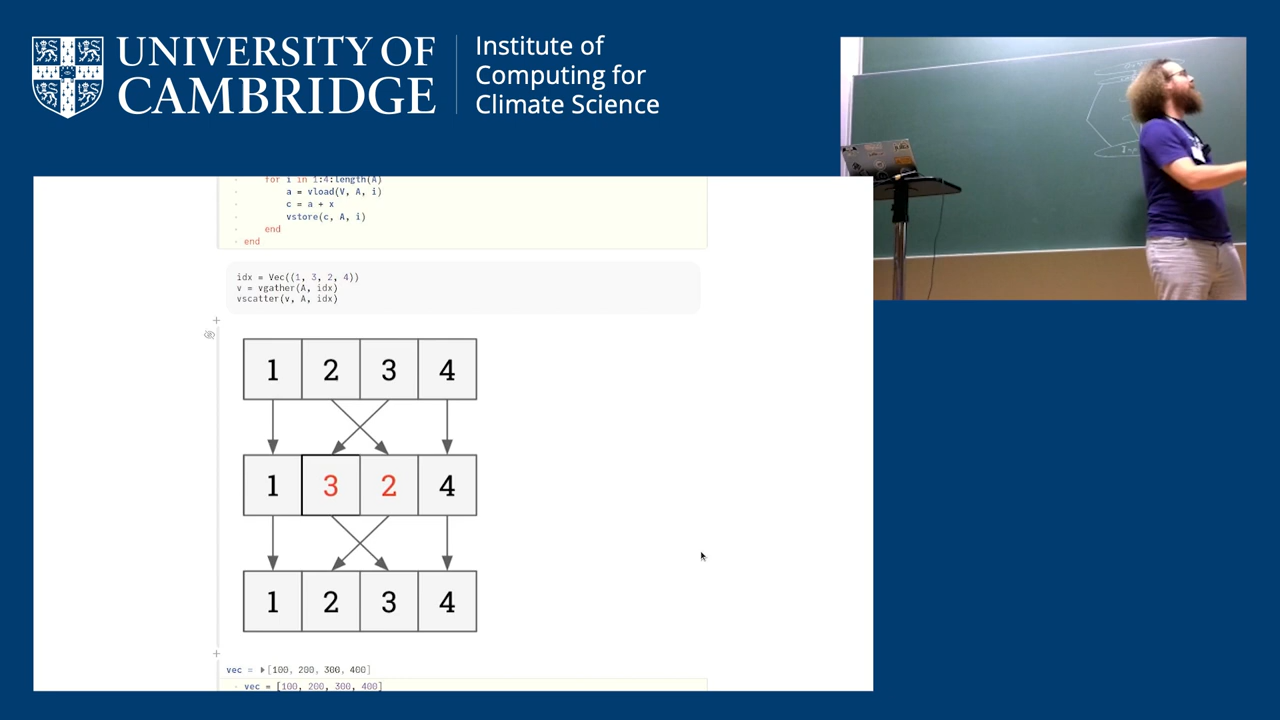 UNIVERSITY OF
CAMBRIDGE
Institute of
Computing for
Climate Science
for i in 1:4:length(A)
a = vload(V, A, i)
c = a + x
vstore(c, A, i)
end
end
idx = Vec((1, 3, 2, 4))
v = vgather(A, idx)
vscatter(v, A, idx)
1 2 3 4
1 3 2 4
1 2 3 4
vec = [100, 200, 300, 400]
vec = [100, 200, 300, 400]